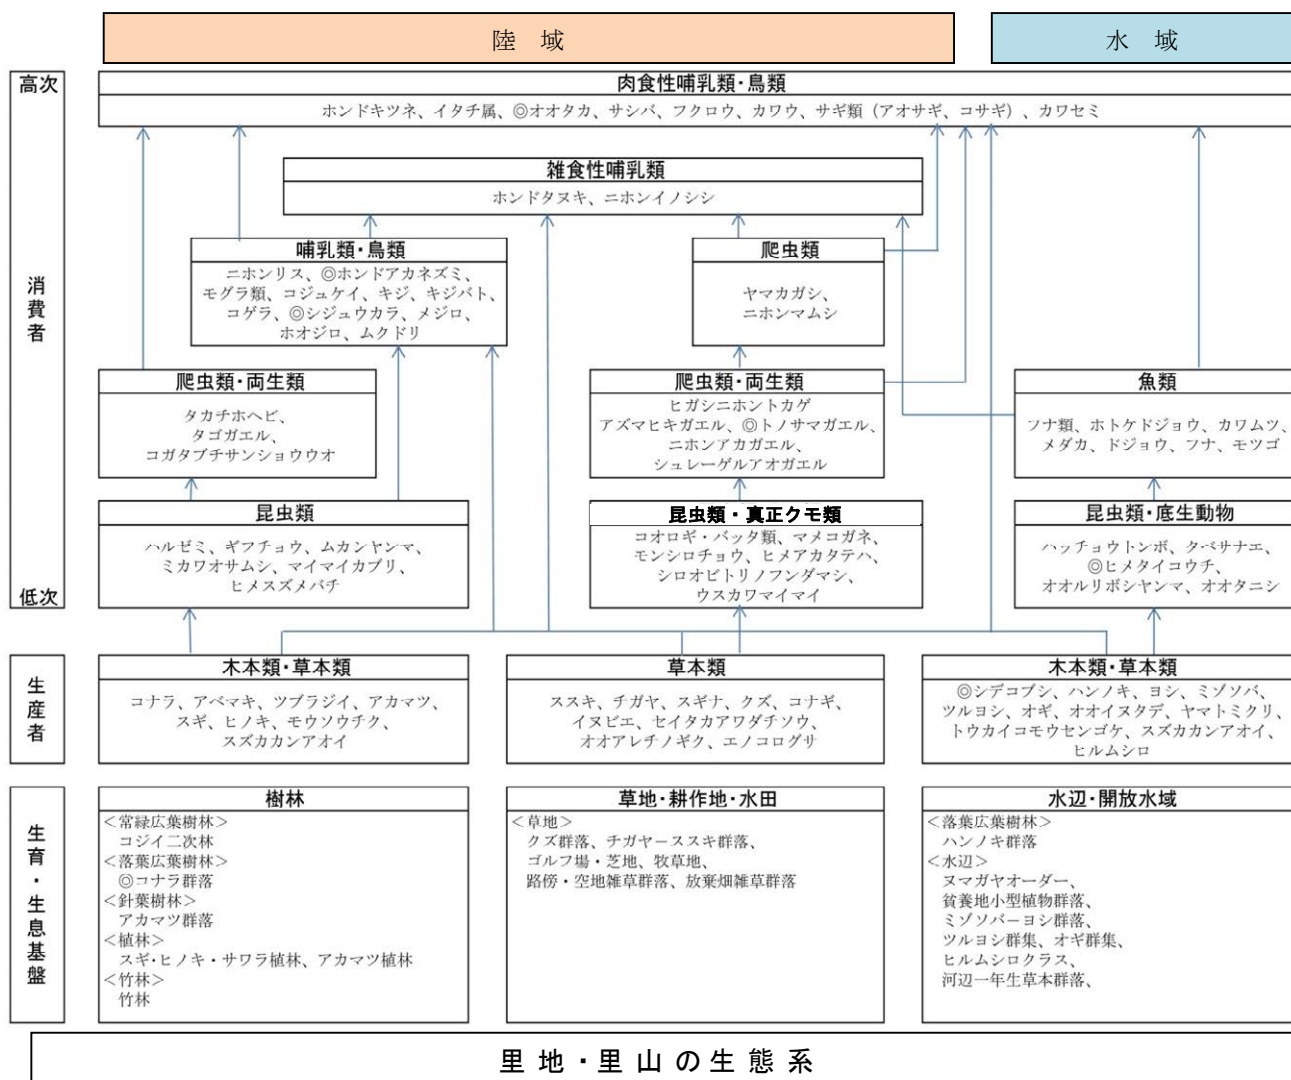 陸 域
水 域
高次
消費者
低次
肉食性哺乳類・鳥類
ホンドキツネ、イタチ属、◎オオタカ、サシバ、フクロウ、カワウ、サギ類（アオサギ、コサギ）、カワセミ
雑食性哺乳類
ホンドタヌキ、ニホンイノシシ
哺乳類・鳥類
ニホンリス、◎ホンドアカネズミ、
モグラ類、コジュケイ、キジ、キジバト、
コゲラ、◎シジュウカラ、メジロ、
ホオジロ、ムクドリ
爬虫類
ヤマカガシ、
ニホンマムシ
爬虫類・両生類
タカチホヘビ、
タゴガエル、
コガタブチサンショウウオ
爬虫類・両生類
ヒガシニホントカゲ
アズマヒキガエル、◎トノサマガエル、
ニホンアカガエル、
シュレーゲルアオガエル
魚類
フナ類、ホトケドジョウ、カワムツ、
メダカ、ドジョウ、フナ、モツゴ
昆虫類
ハルゼミ、ギフチョウ、ムカシヤンマ、
ミカワオサムシ、マイマイカブリ、
ヒメスズメバチ
昆虫類・真正クモ類
コオロギ・バッタ類、マメコガネ、
モンシロチョウ、ヒメアカタテハ、
シロオビトリノフンダマシ、
ウスカワマイマイ
昆虫類・底生動物
ハッチョウトンボ、タベサナエ、
◎ヒメタイコウチ、
オオルリボシヤンマ、オオタニシ
生産者
木本類・草本類
コナラ、アベマキ、ツブラジイ、アカマツ、
スギ、ヒノキ、モウソウチク、
スズカカンアオイ
草本類
ススキ、チガヤ、スギナ、クズ、コナギ、
イヌビエ、セイタカアワダチソウ、
オオアレチノギク、エノコログサ
木本類・草本類
◎シデコブシ、ハンノキ、ヨシ、ミゾソバ、
ツルヨシ、オギ、オオイヌタデ、ヤマトミクリ、
トウカイコモウセンゴケ、スズカカンアオイ、
ヒルムシロ
生育・生息基盤
樹林
＜常緑広葉樹林＞
コジイ二次林
＜落葉広葉樹林＞
◎コナラ群落
＜針葉樹林＞
アカマツ群落
＜植林＞
スギ・ヒノキ・サワラ植林、アカマツ植林
＜竹林＞
竹林
草地・耕作地・水田
＜草地＞
クズ群落、チガヤーススキ群落、
ゴルフ場・芝地、牧草地、
路傍・空地雑草群落、放棄畑雑草群落
水辺・開放水域
＜落葉広葉樹林＞
ハンノキ群落
＜水辺＞
ヌマガヤオーダー、
貧養地小型植物群落、
ミゾソバーヨシ群落、
ツルヨシ群集、オギ群集、
ヒルムシロクラス、
河辺一年生草本群落、
里地・里山の生態系